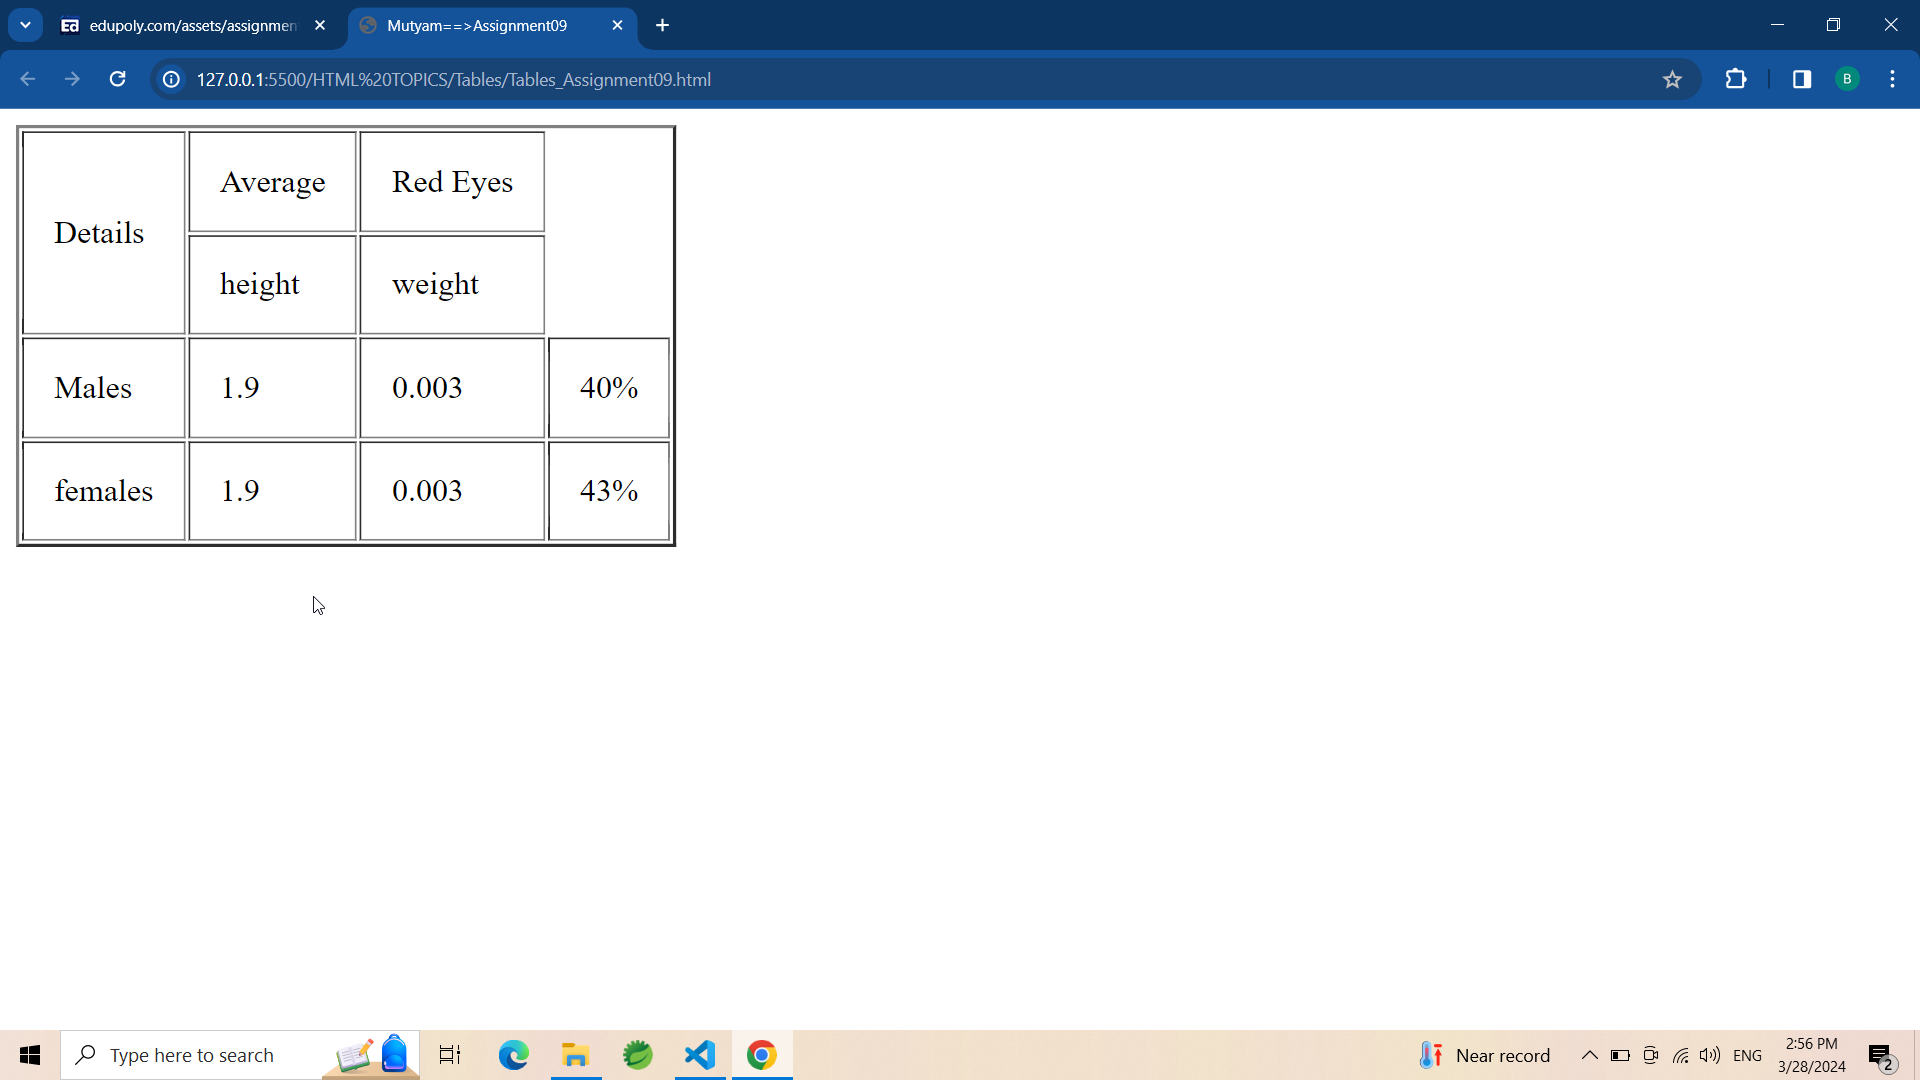 edupoly.com/assets/assignmen
Mutyam==>Assignment09
127.0.0.1:5500/HTML%20TOPICS/Tables/Tables_Assignment09.html
B
Details Average Red Eyes
height weight
Males 1.9 0.003 40%
females 1.9 0.003 43%
Type here to search
Near record
ENG
2:56 PM
3/28/2024
2